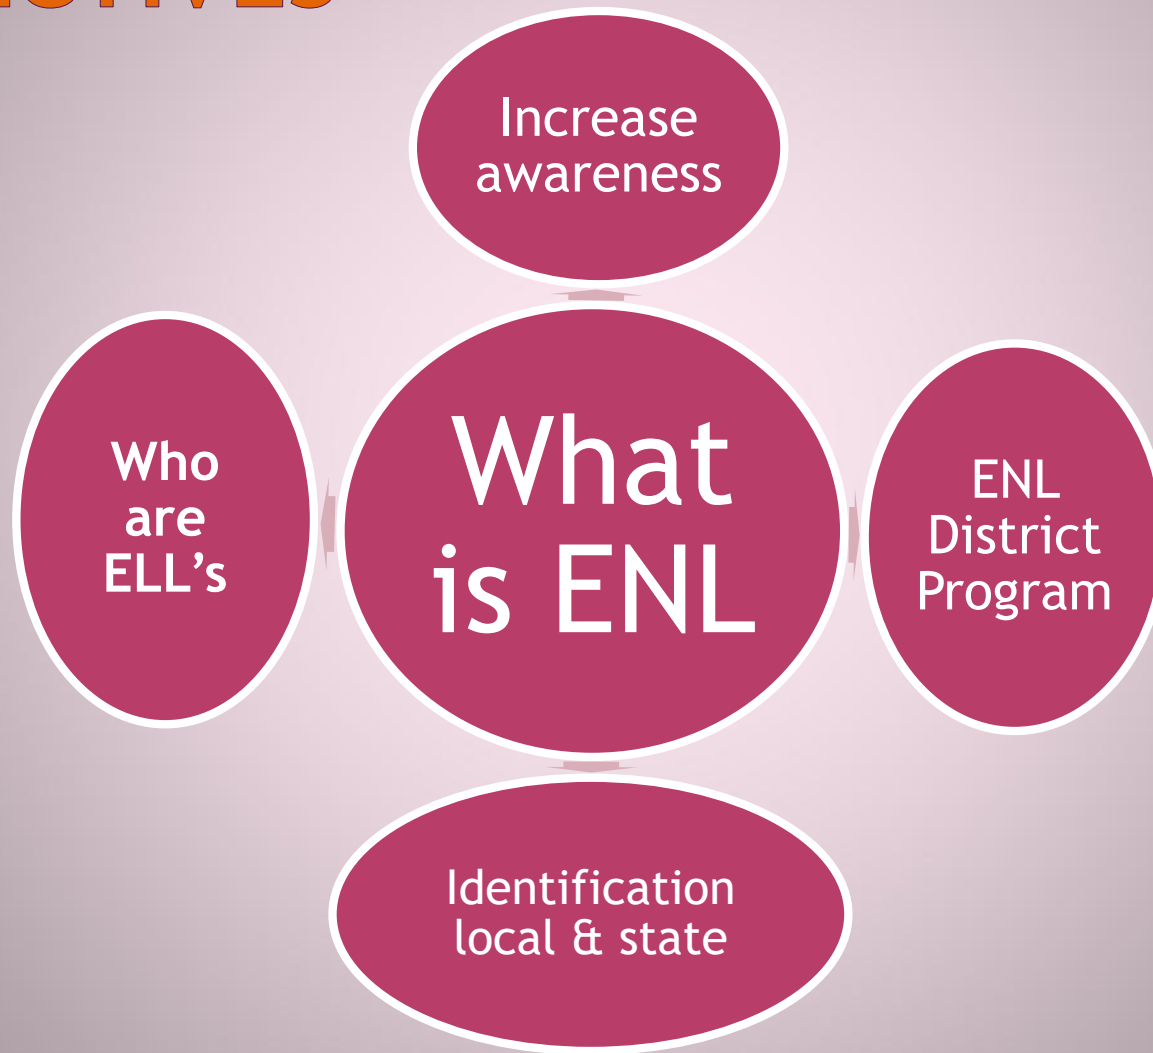 Increase
awareness
What
is ENL
Who
are
ELL’s
ENL
District
Program
Identification
local & state